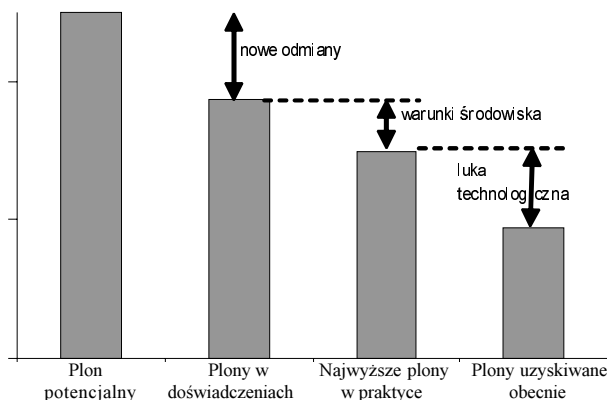 nowe odmiany
warunki środowiska
luka
technologiczna
Plon
potencjalny
Plony w
doświadczeniach
Najwyższe plony
w praktyce
Plony uzyskiwane
obecnie